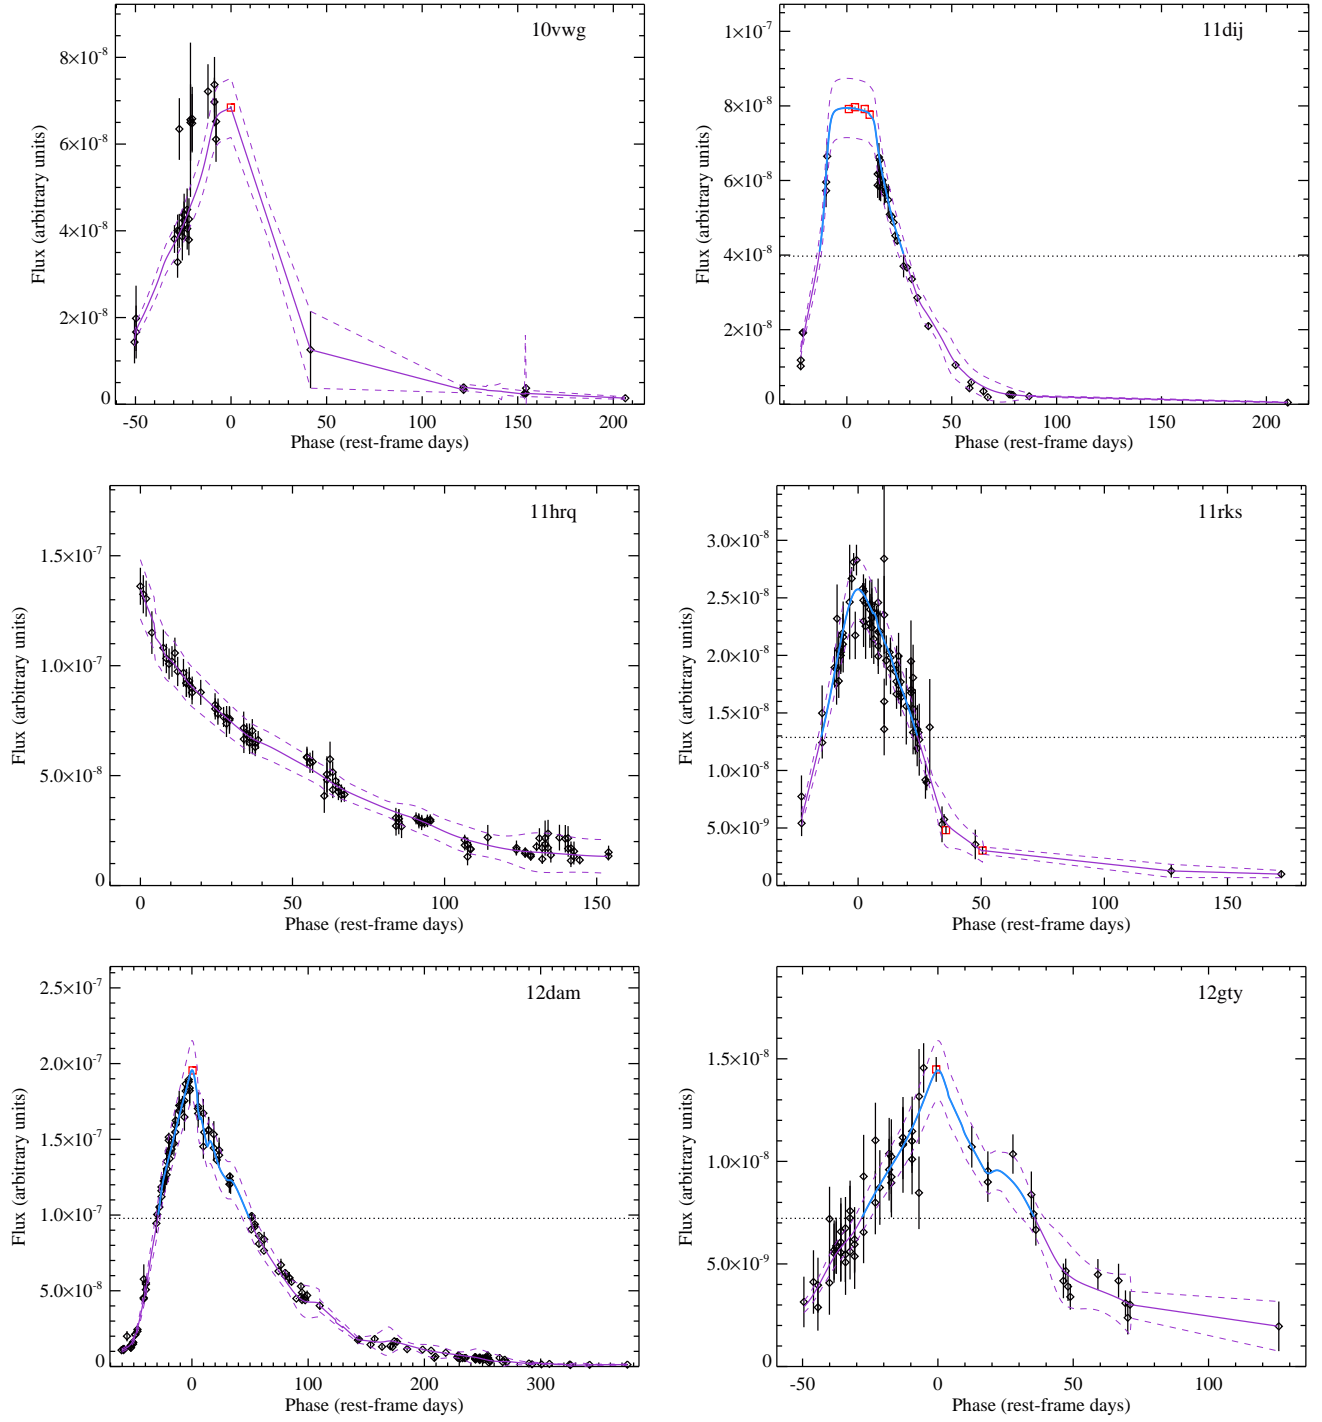 10vwg
8×10⁻⁸
6×10⁻⁸
4×10⁻⁸
2×10⁻⁸
0
Flux (arbitrary units)
-50 0 50 100 150 200
Phase (rest-frame days)
11dij
1×10⁻⁷
8×10⁻⁸
6×10⁻⁸
4×10⁻⁸
2×10⁻⁸
0
Flux (arbitrary units)
0 50 100 150 200
Phase (rest-frame days)
11hrq
1.5×10⁻⁷
1.0×10⁻⁷
5.0×10⁻⁸
0
Flux (arbitrary units)
0 50 100 150
Phase (rest-frame days)
11rks
3.0×10⁻⁸
2.5×10⁻⁸
2.0×10⁻⁸
1.5×10⁻⁸
1.0×10⁻⁸
5.0×10⁻⁹
0
Flux (arbitrary units)
0 50 100 150
Phase (rest-frame days)
12dam
2.5×10⁻⁷
2.0×10⁻⁷
1.5×10⁻⁷
1.0×10⁻⁷
5.0×10⁻⁸
0
Flux (arbitrary units)
0 100 200 300
Phase (rest-frame days)
12gty
1.5×10⁻⁸
1.0×10⁻⁸
5.0×10⁻⁹
0
Flux (arbitrary units)
-50 0 50 100
Phase (rest-frame days)